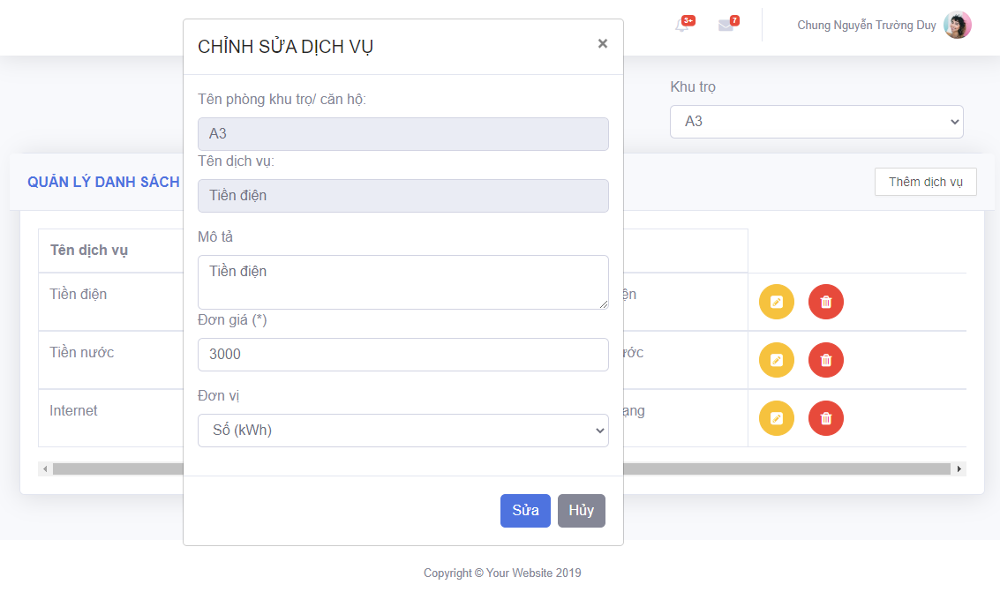 3+
7
Chung Nguyễn Trường Duy
CHỈNH SỬA DỊCH VỤ
×
Tên phòng khu trọ/ căn hộ:
A3
Tên dịch vụ:
Tiền điện
Mô tả
Tiền điện
Đơn giá (*)
3000
Đơn vị
Số (kWh)
Sửa
Hủy
Khu trọ
A3
QUẢN LÝ DANH SÁCH
Thêm dịch vụ
Tên dịch vụ
Tiền điện
Tiền nước
Internet
Copyright © Your Website 2019